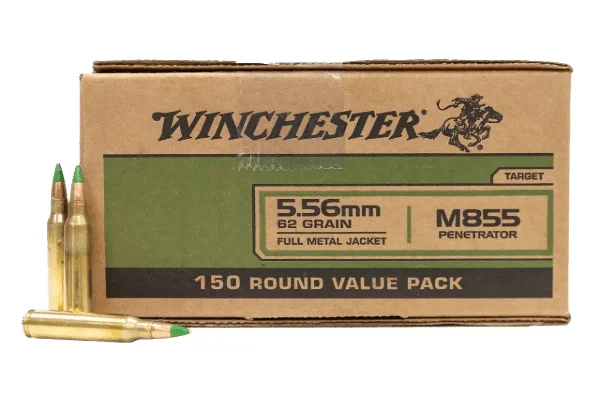 WINCHESTER
TARGET
5.56mm
62 GRAIN
FULL METAL JACKET
M855
PENETRATOR
150 ROUND VALUE PACK